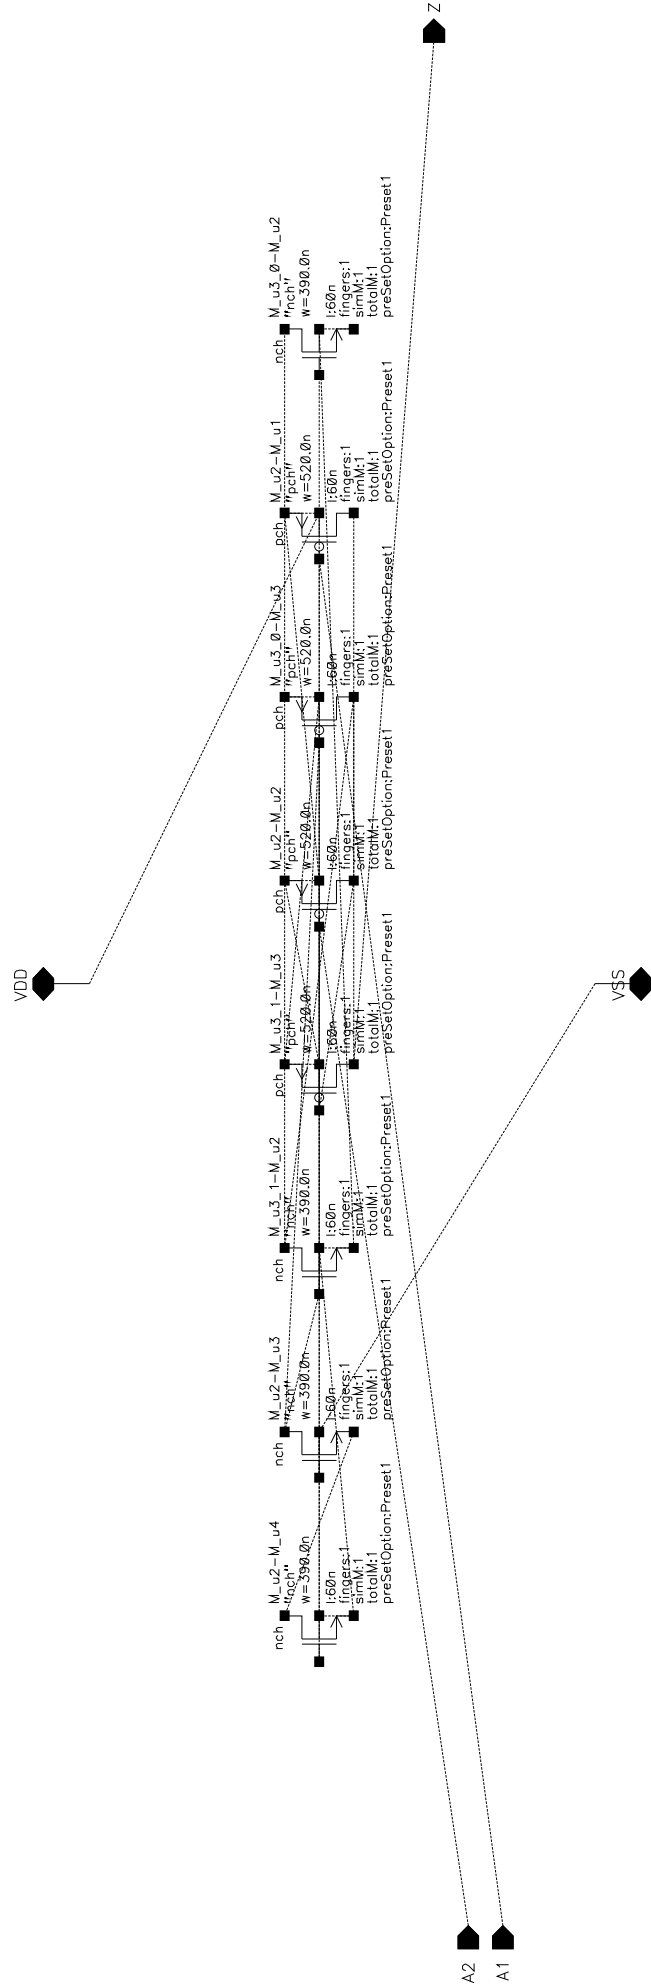 Z
M_u3_0-M_u2
"nch"
w=390.0n
l:60n
fingers:1
simM:1
totalM:1
preSetOption:Preset1
nch
M_u2-M_u1
"pch"
w=520.0n
l:60n
fingers:1
simM:1
totalM:1
preSetOption:Preset1
pch
M_u3_0-M_u3
"pch"
w=520.0n
l:60n
fingers:1
simM:1
totalM:1
preSetOption:Preset1
pch
M_u2-M_u2
"pch"
w=520.0n
l:60n
fingers:1
simM:1
totalM:1
preSetOption:Preset1
pch
VDD
VSS
M_u3_1-M_u3
"pch"
w=520.0n
l:60n
fingers:1
simM:1
totalM:1
preSetOption:Preset1
pch
M_u3_1-M_u2
"nch"
w=390.0n
l:60n
fingers:1
simM:1
totalM:1
preSetOption:Preset1
nch
M_u2-M_u3
"nch"
w=390.0n
l:60n
fingers:1
simM:1
totalM:1
preSetOption:Preset1
nch
M_u2-M_u4
"nch"
w=390.0n
l:60n
fingers:1
simM:1
totalM:1
preSetOption:Preset1
nch
A2
A1